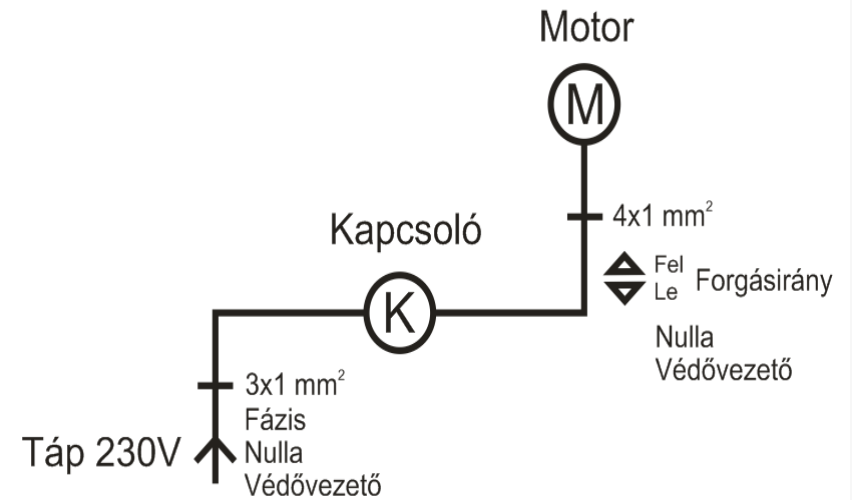 Motor
M
4x1 mm²
Kapcsoló
Fel
Le
Forgásirány
K
Nulla
Védővezető
3x1 mm²
Fázis
Táp 230V
Nulla
Védővezető